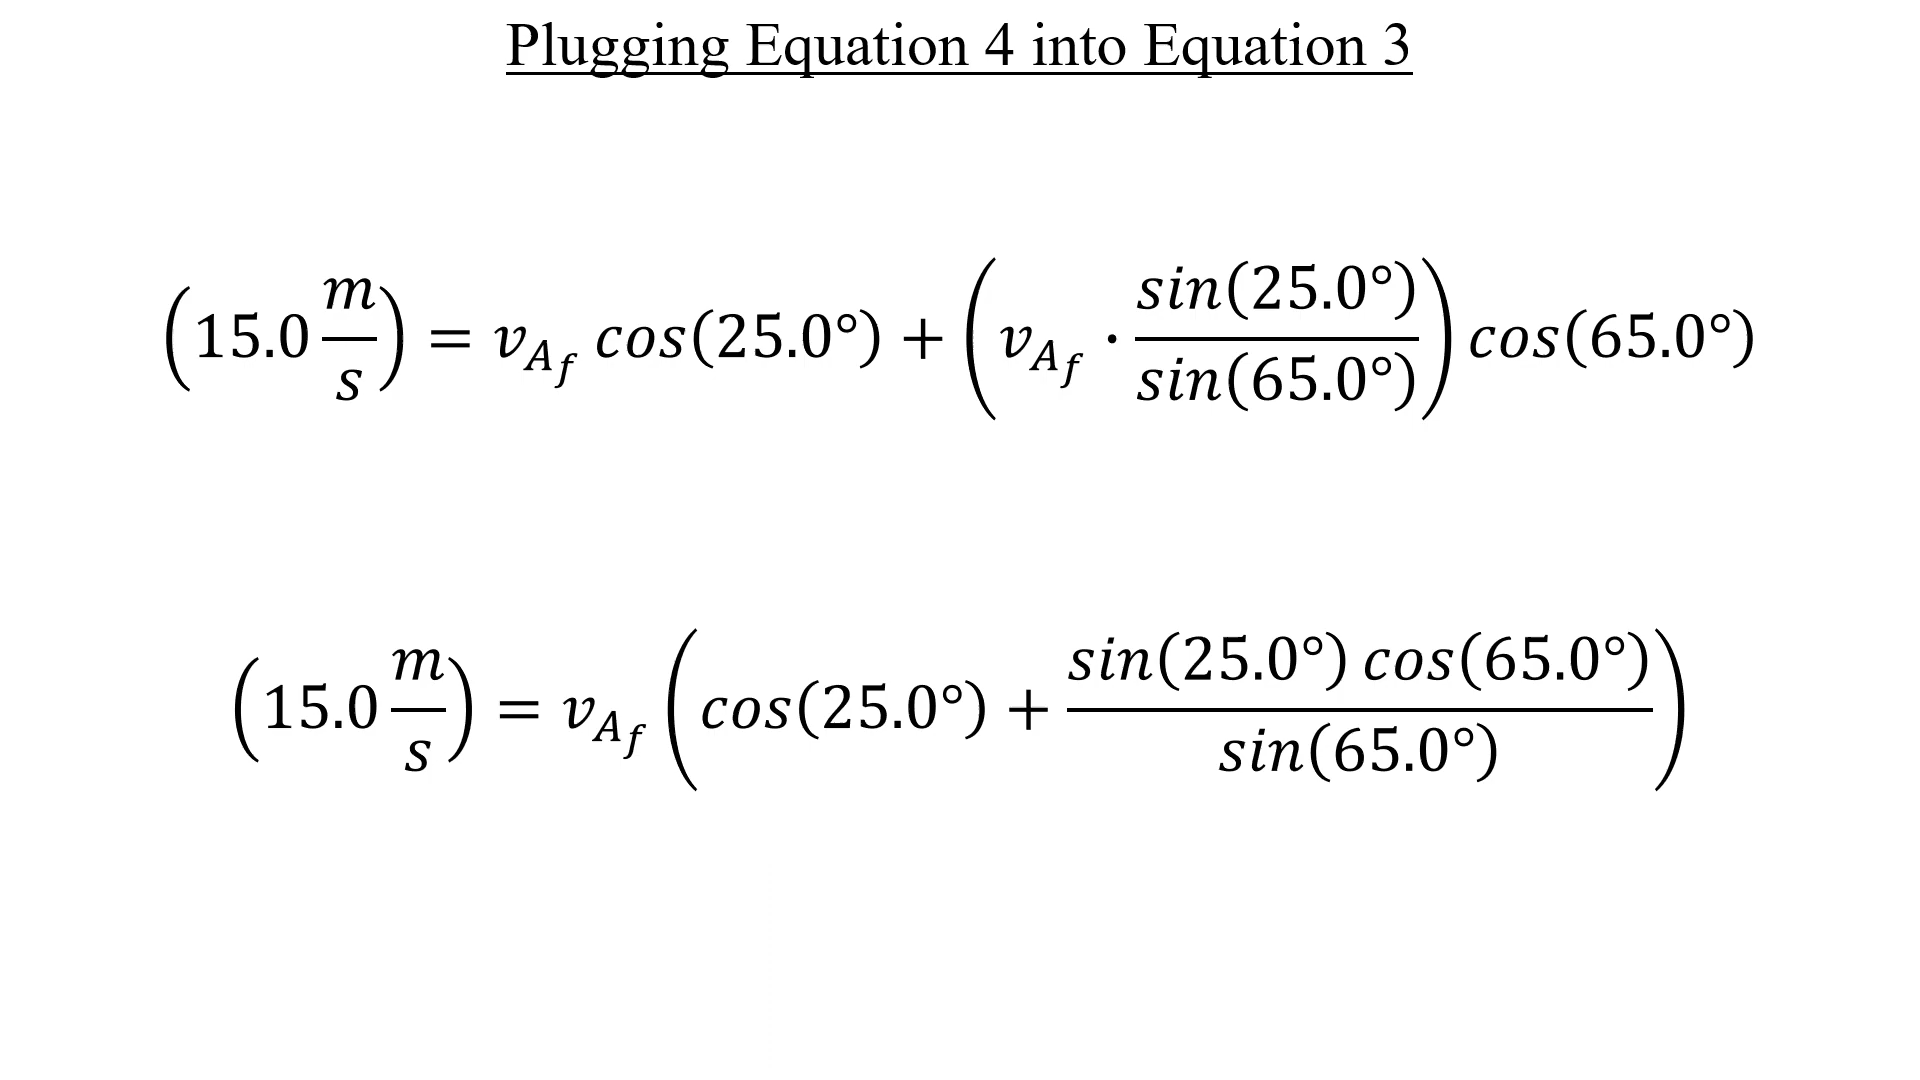 Plugging Equation 4 into Equation 3
(15.0 m/s) = v_{A_f} cos(25.0°) + (v_{A_f} · sin(25.0°)/sin(65.0°)) cos(65.0°)
(15.0 m/s) = v_{A_f} (cos(25.0°) + sin(25.0°) cos(65.0°)/sin(65.0°))